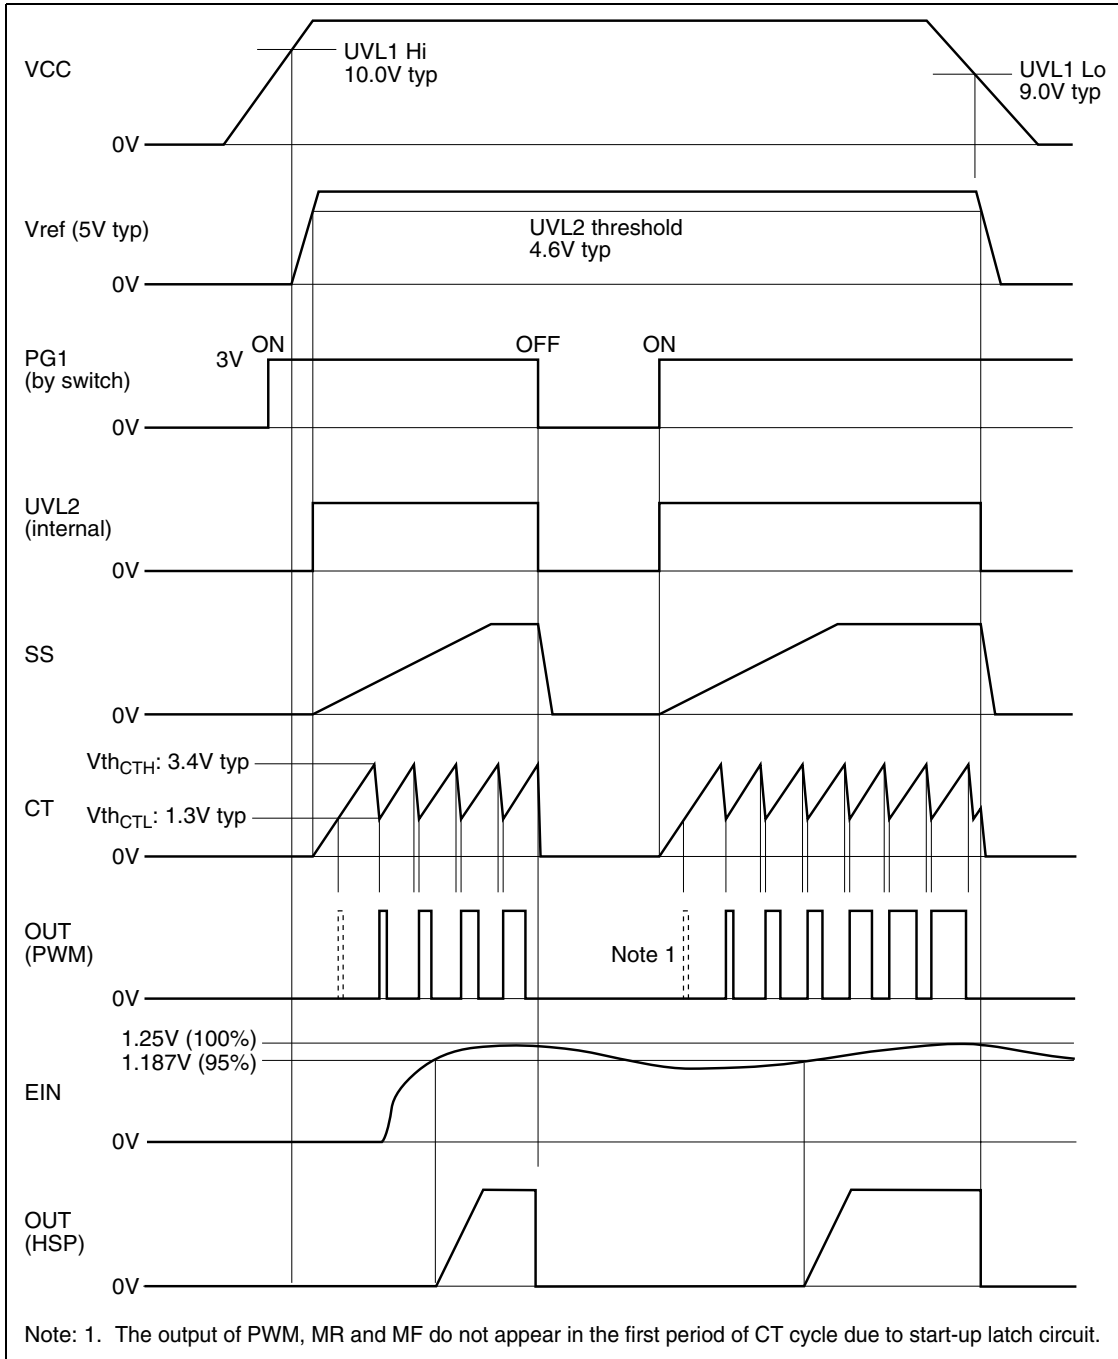 VCC
UVL1 Hi
10.0V typ
UVL1 Lo
9.0V typ
0V
Vref (5V typ)
UVL2 threshold
4.6V typ
0V
PG1
(by switch)
3V
ON
OFF
ON
0V
UVL2
(internal)
0V
SS
0V
VthCTH: 3.4V typ
CT
VthCTL: 1.3V typ
0V
OUT
(PWM)
Note 1
0V
1.25V (100%)
1.187V (95%)
EIN
0V
OUT
(HSP)
0V
Note: 1. The output of PWM, MR and MF do not appear in the first period of CT cycle due to start-up latch circuit.